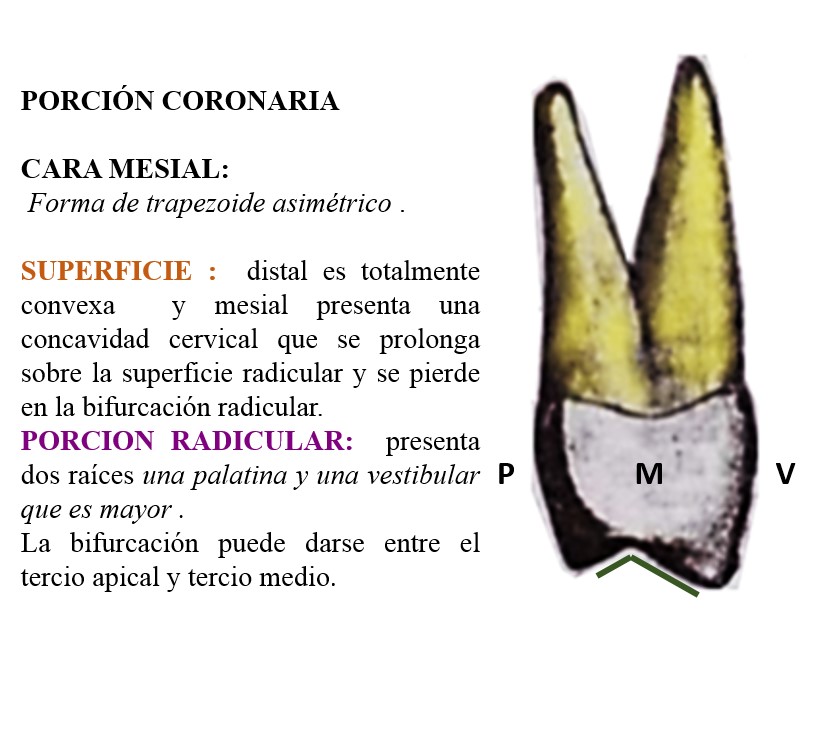 PORCIÓN CORONARIA
CARA MESIAL:
Forma de trapezoide asimétrico .
SUPERFICIE : distal es totalmente
convexa y mesial presenta una
concavidad cervical que se prolonga
sobre la superficie radicular y se pierde
en la bifurcación radicular.
PORCION RADICULAR: presenta
dos raíces una palatina y una vestibular
que es mayor .
La bifurcación puede darse entre el
tercio apical y tercio medio.
P M V